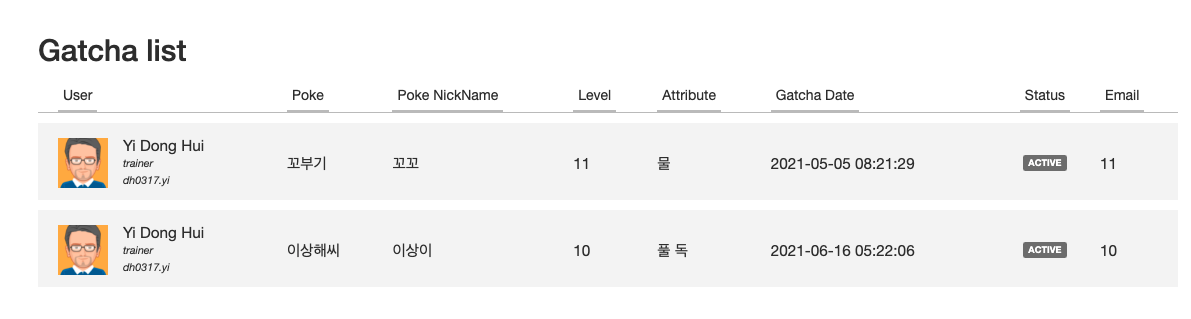 Gatcha list
User Poke Poke NickName Level Attribute Gatcha Date Status Email
Yi Dong Hui
trainer
dh0317.yi
꼬부기 꼬꼬 11 물 2021-05-05 08:21:29 ACTIVE 11
Yi Dong Hui
trainer
dh0317.yi
이상해씨 이상이 10 풀 독 2021-06-16 05:22:06 ACTIVE 10